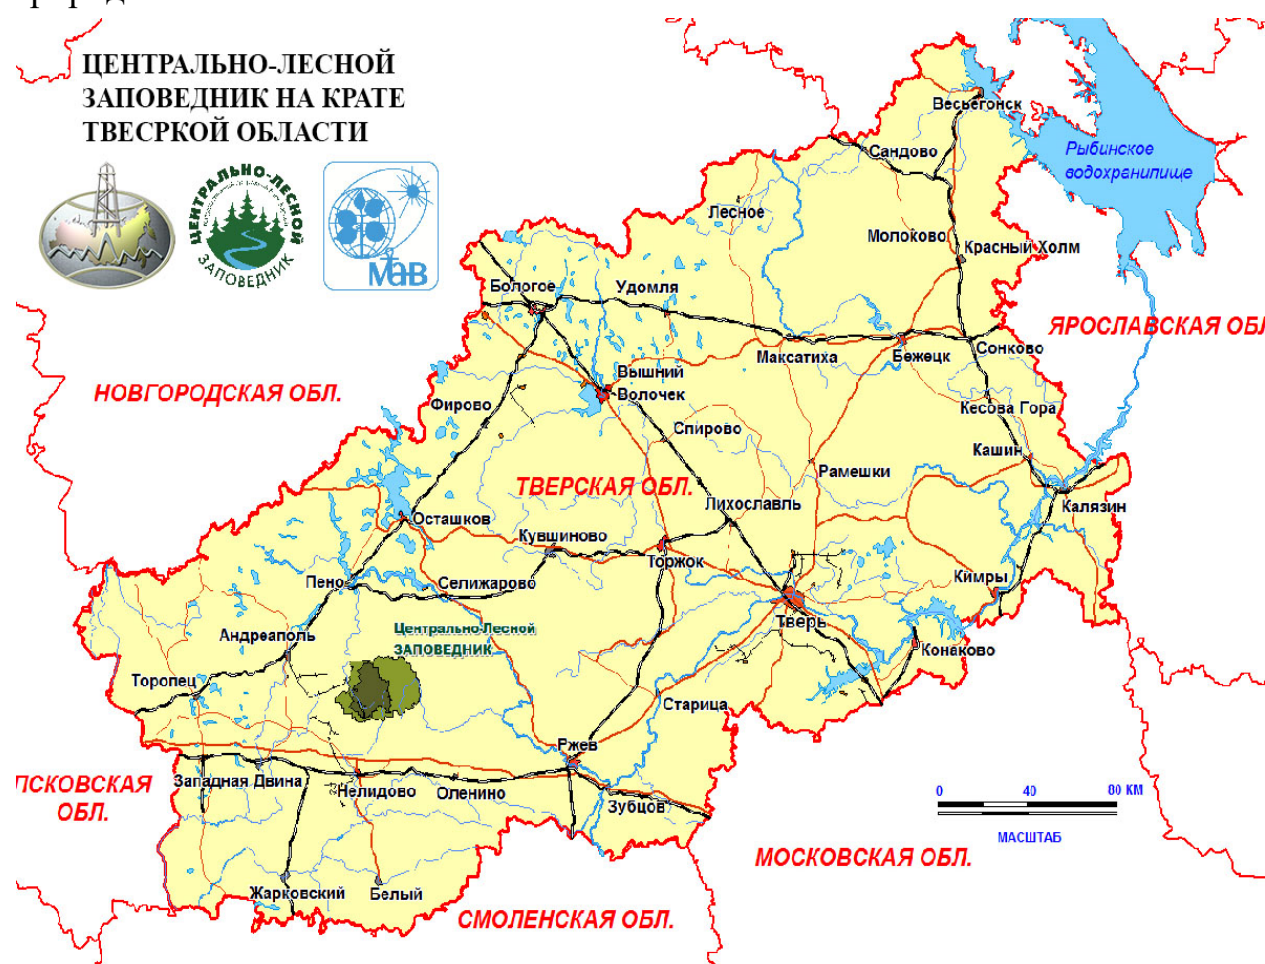 ЦЕНТРАЛЬНО-ЛЕСНОЙ
ЗАПОВЕДНИК НА КРАТЕ
ТВЕСРКОЙ ОБЛАСТИ
ЦЕНТРАЛЬНО-ЛЕСНОЙ
ЗАПОВЕДНИК
МаВ
Весьегонск
Сандово
Рыбинское
водохранилище
Лесное
Молоково
Красный Холм
Бологое
Удомля
ЯРОСЛАВСКАЯ ОБЛ
Максатиха
Бежецк
Сонково
Вышний
Волочек
НОВГОРОДСКАЯ ОБЛ.
Фирово
Кесова Гора
Спирово
Кашин
Рамешки
ТВЕРСКАЯ ОБЛ.
Лихославль
Калязин
Осташков
Кувшиново
Торжок
Пено
Селижарово
Кимры
Тверь
Андреаполь
Центрально-Лесной
ЗАПОВЕДНИК
Конаково
Торопец
Старица
Ржев
ПСКОВСКАЯ
ОБЛ.
Западная Двина
Нелидово
Оленино
Зубцов
0 40 80 КМ
МАСШТАБ
МОСКОВСКАЯ ОБЛ.
Жарковский
Белый
СМОЛЕНСКАЯ ОБЛ.